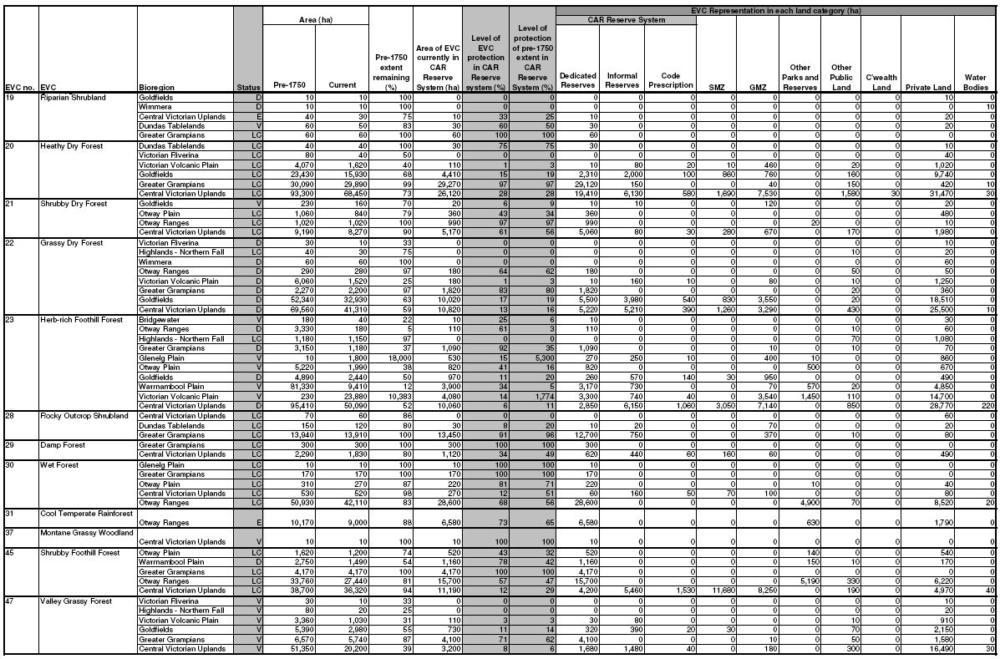 EVC Representation in each land category (ha)
Area (ha) CAR Reserve System
EVC no. EVC Bioregion Status Pre-1750 Current Pre-1750 extent remaining (%) Area of EVC currently in CAR Reserve System (ha) Level of EVC protection in CAR Reserve system (%) Level of protection of pre-1750 extent in CAR Reserve System (%) Dedicated Reserves Informal Reserves Code Prescription SMZ GMZ Other Parks and Reserves Other Public Land C'wealth Land Private Land Water Bodies
19 Riparian Shrubland Goldfields D 10 10 100 0 0 0 0 0 0 0 0 0 0 0 10 0
Wimmera D 10 10 100 0 0 0 0 0 0 0 0 0 0 0 0 10
Central Victorian Uplands E 40 30 75 10 33 25 10 0 0 0 0 0 0 0 20 0
Dundas Tablelands V 60 50 83 30 60 50 30 0 0 0 0 0 0 0 20 0
Greater Grampians LC 60 60 100 60 100 100 60 0 0 0 0 0 0 0 0 0
20 Heathy Dry Forest Dundas Tablelands LC 40 40 100 30 75 75 30 0 0 0 0 0 0 0 10 0
Victorian Riverina LC 80 40 50 0 0 0 0 0 0 0 0 0 0 0 40 0
Victorian Volcanic Plain LC 4,070 1,620 40 110 1 3 10 80 20 10 460 0 20 0 1,020 0
Goldfields LC 23,430 15,930 68 4,410 15 19 2,310 2,000 100 860 760 0 160 0 9,740 0
Greater Grampians LC 30,090 29,890 99 29,270 97 97 29,120 150 0 0 40 0 150 0 420 10
Central Victorian Uplands LC 93,300 68,450 73 26,120 28 28 19,410 6,130 580 1,690 7,530 0 1,580 30 31,470 30
21 Shrubby Dry Forest Goldfields V 230 160 70 20 6 9 10 10 0 0 120 0 0 0 20 0
Otway Plain LC 1,060 840 79 360 43 34 360 0 0 0 0 0 0 0 480 0
Otway Ranges LC 1,020 1,020 100 990 97 97 990 0 0 0 0 20 0 0 10 0
Central Victorian Uplands LC 9,190 8,270 90 5,170 61 56 5,060 80 30 280 670 0 170 0 1,980 0
22 Grassy Dry Forest Victorian Riverina D 30 10 33 0 0 0 0 0 0 0 0 0 0 0 10 0
Highlands - Northern Fall LC 40 30 75 0 0 0 0 0 0 0 0 0 10 0 20 0
Wimmera D 60 60 100 0 0 0 0 0 0 0 0 0 0 0 60 0
Otway Ranges D 290 280 97 180 64 62 180 0 0 0 0 0 50 0 50 0
Victorian Volcanic Plain D 6,060 1,520 25 180 1 3 10 160 10 0 80 0 10 0 1,250 0
Greater Grampians D 2,270 2,200 97 1,820 83 80 1,820 0 0 0 0 0 20 0 360 0
Goldfields D 52,340 32,930 63 10,020 17 19 5,500 3,980 540 830 3,550 0 20 0 18,510 0
Central Victorian Uplands D 69,560 41,310 59 10,820 13 16 5,220 5,210 390 1,260 3,290 0 430 0 25,500 10
23 Herb-rich Foothill Forest Bridgewater V 180 40 22 10 25 6 10 0 0 0 0 0 0 0 30 0
Otway Ranges D 3,330 180 5 110 61 3 110 0 0 0 0 0 10 0 60 0
Highlands - Northern Fall LC 1,180 1,150 97 0 0 0 0 0 0 0 0 0 70 0 1,080 0
Greater Grampians D 3,150 1,180 37 1,090 92 35 1,090 0 0 0 10 0 10 0 70 0
Glenelg Plain V 10 1,800 18,000 530 15 5,300 270 250 10 0 400 10 0 0 860 0
Otway Plain V 5,220 1,990 38 820 41 16 820 0 0 0 0 500 0 0 670 0
Goldfields D 4,890 2,440 50 970 11 20 260 570 140 30 950 0 0 0 490 0
Warrnambool Plain V 81,330 9,410 12 3,900 34 5 3,170 730 0 0 70 570 20 0 4,850 0
Victorian Volcanic Plain V 230 23,880 10,383 4,080 14 1,774 3,300 740 40 0 3,540 1,450 110 0 14,700 0
Central Victorian Uplands D 95,410 50,090 52 10,060 6 11 2,850 6,150 1,060 3,050 7,140 0 850 0 28,770 220
28 Rocky Outcrop Shrubland Central Victorian Uplands LC 70 60 86 0 0 0 0 0 0 0 0 0 0 0 60 0
Dundas Tablelands LC 150 120 80 30 8 20 10 20 0 0 70 0 0 0 20 0
Greater Grampians LC 13,940 13,910 100 13,450 91 96 12,700 750 0 0 370 0 10 0 80 0
29 Damp Forest Greater Grampians LC 300 300 100 300 100 100 300 0 0 0 0 0 0 0 0 0
Central Victorian Uplands LC 2,290 1,830 80 1,120 34 49 620 440 60 160 60 0 0 0 490 0
30 Wet Forest Glenelg Plain LC 10 10 100 10 100 100 10 0 0 0 0 0 0 0 0 0
Greater Grampians LC 170 170 100 170 100 100 170 0 0 0 0 0 0 0 0 0
Otway Plain LC 310 270 87 220 81 71 220 0 0 0 0 10 0 0 40 0
Central Victorian Uplands LC 530 520 98 270 12 51 60 160 50 70 100 0 0 0 80 0
Otway Ranges LC 50,930 42,110 83 28,600 68 56 28,600 0 0 0 0 4,900 70 0 8,520 20
31 Cool Temperate Rainforest
Otway Ranges E 10,170 9,000 88 6,580 73 65 6,580 0 0 0 0 630 0 0 1,790 0
37 Montane Grassy Woodland
Central Victorian Uplands V 10 10 100 10 100 100 10 0 0 0 0 0 0 0 0 0
45 Shrubby Foothill Forest Otway Plain LC 1,620 1,200 74 520 43 32 520 0 0 0 0 140 0 0 540 0
Warrnambool Plain D 2,750 1,490 54 1,160 78 42 1,160 0 0 0 0 150 10 0 170 0
Greater Grampians LC 4,170 4,170 100 4,170 100 100 4,170 0 0 0 0 0 0 0 0 0
Otway Ranges LC 33,760 27,440 81 15,700 57 47 15,700 0 0 0 0 5,190 330 0 6,220 0
Central Victorian Uplands LC 38,700 36,320 94 11,190 12 29 4,200 5,460 1,530 11,680 8,250 0 190 0 4,970 40
47 Valley Grassy Forest Victorian Riverina V 30 10 33 0 0 0 0 0 0 0 0 0 0 0 10 0
Highlands - Northern Fall V 80 20 25 0 0 0 0 0 0 0 0 0 0 0 20 0
Victorian Volcanic Plain V 3,360 1,030 31 110 3 3 30 80 0 0 0 0 10 0 910 0
Goldfields V 5,390 2,980 55 730 11 14 320 390 20 30 0 0 70 0 2,150 0
Greater Grampians V 6,570 5,740 87 4,100 71 62 4,100 0 0 0 10 0 50 0 1,580 0
Central Victorian Uplands V 51,350 20,200 39 3,200 8 6 1,680 1,480 40 0 180 0 300 0 16,490 30